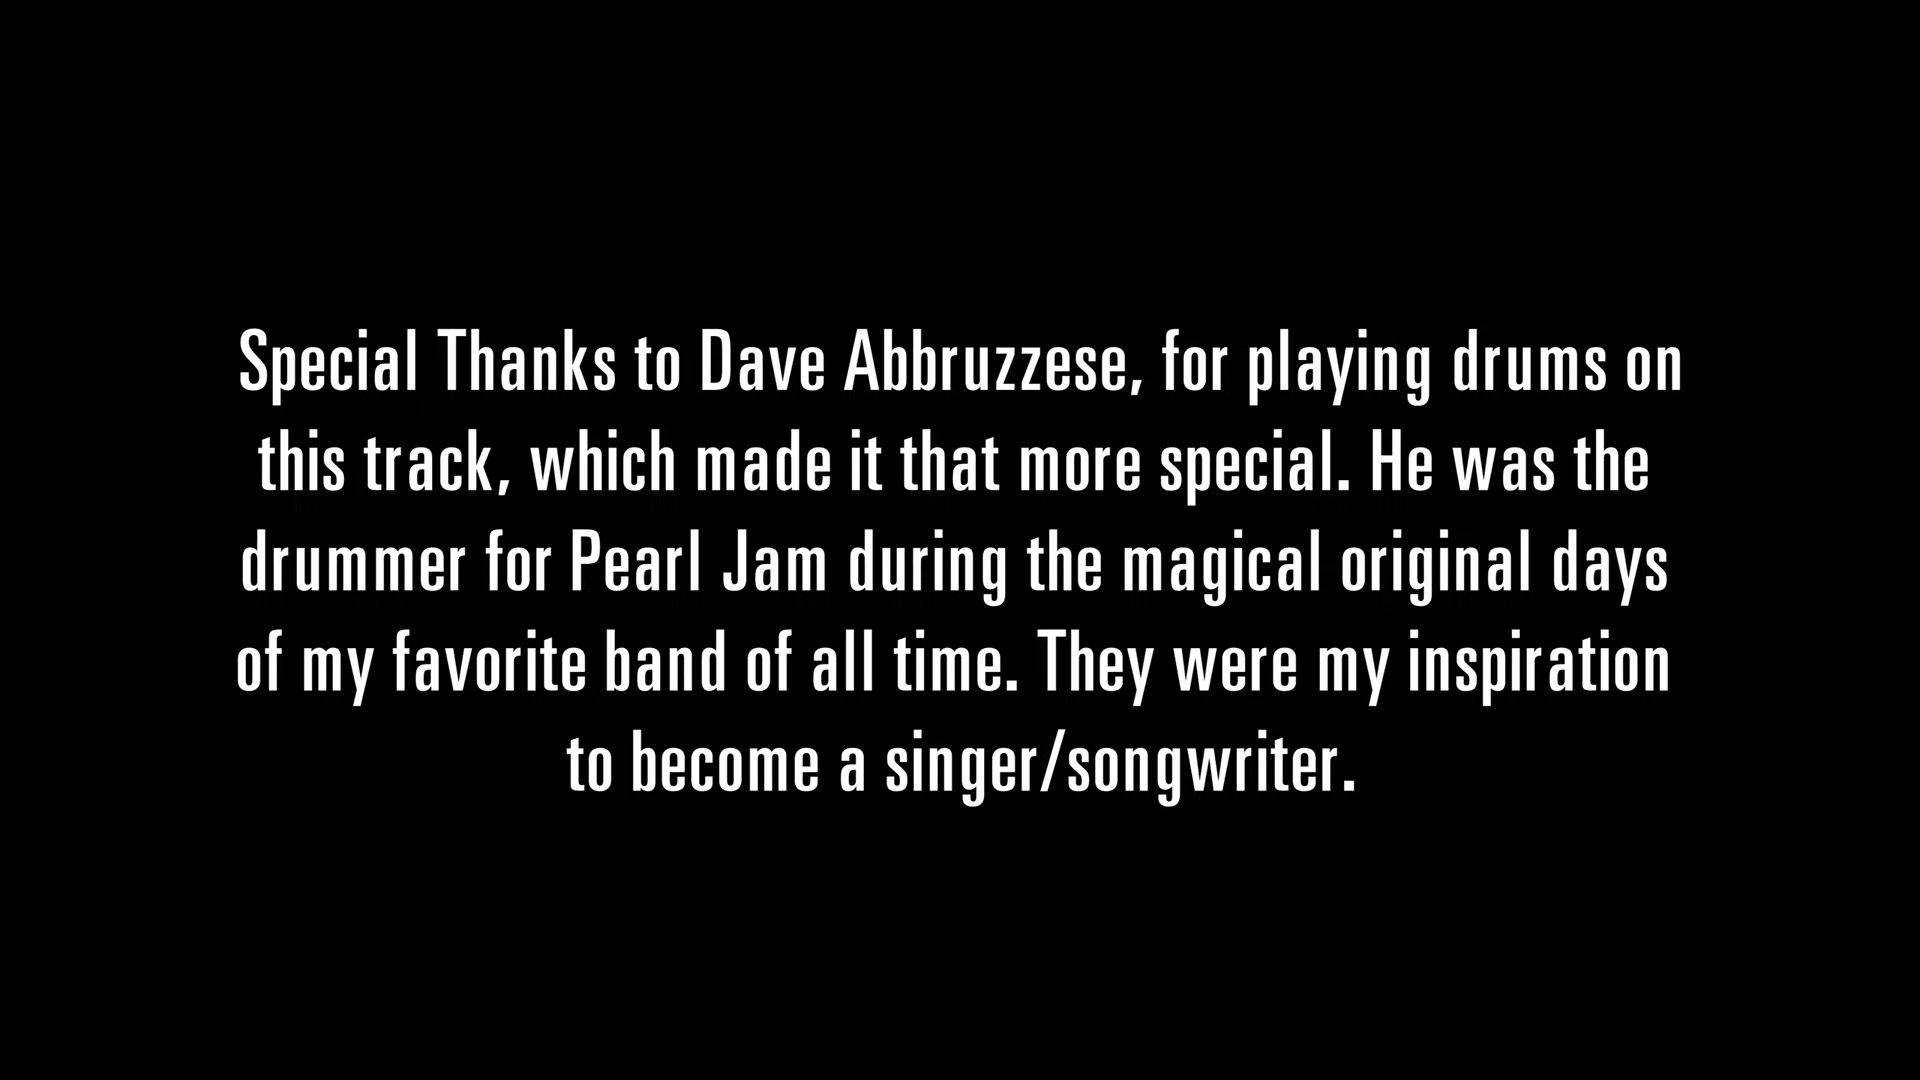 Special Thanks to Dave Abbruzzese, for playing drums on
this track, which made it that more special. He was the
drummer for Pearl Jam during the magical original days
of my favorite band of all time. They were my inspiration
to become a singer/songwriter.